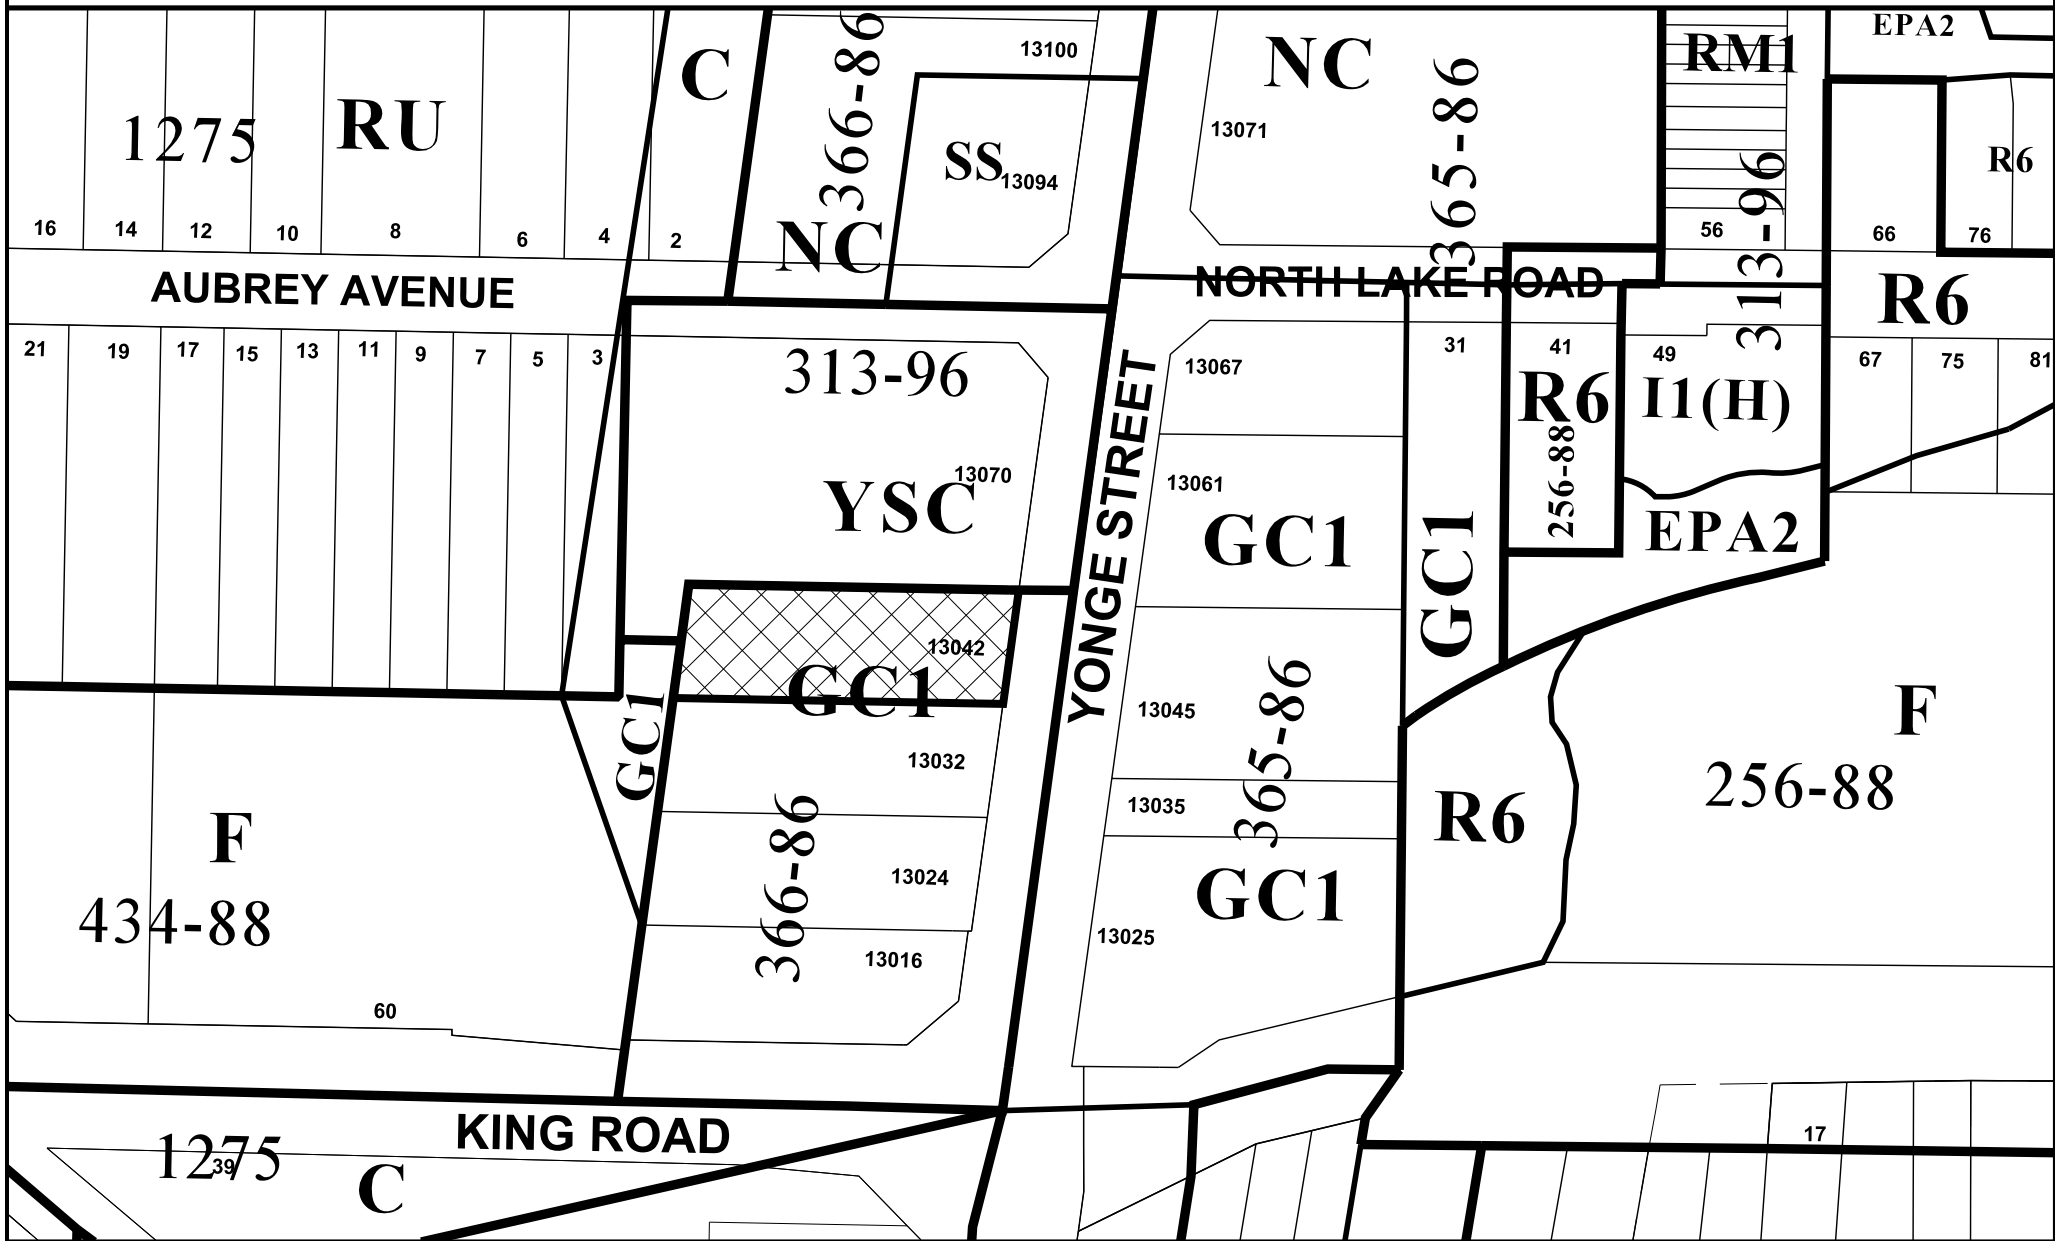 EPA2
13100
NC
RM1
C
366-86
365-86
1275
RU
13071
SS
13094
313-96
R6
16
14
12
10
8
6
4
2
NC
56
66
76
AUBREY AVENUE
NORTH LAKE ROAD
R6
21
19
17
15
13
11
9
7
5
3
313-96
13067
31
41
49
67
75
81
R6
I1(H)
YONGE STREET
13070
YSC
13061
256-88
GC1
GC1
EPA2
13042
GC1
GC1
13045
365-86
F
13032
256-88
366-86
13035
R6
F
434-88
13024
GC1
13025
13016
60
KING ROAD
17
1275
39
C